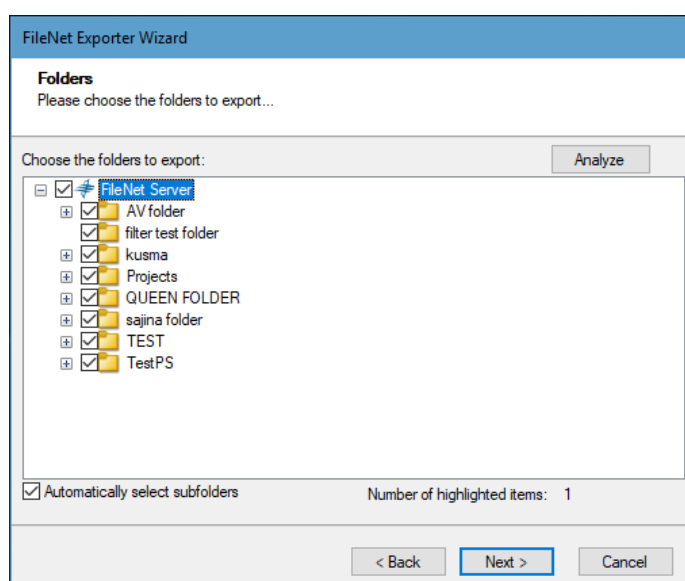 FileNet Exporter Wizard
Folders
Please choose the folders to export...
Choose the folders to export:
Analyze
FileNet Server
AV folder
filter test folder
kusma
Projects
QUEEN FOLDER
sajina folder
TEST
TestPS
Automatically select subfolders
Number of highlighted items: 1
< Back
Next >
Cancel